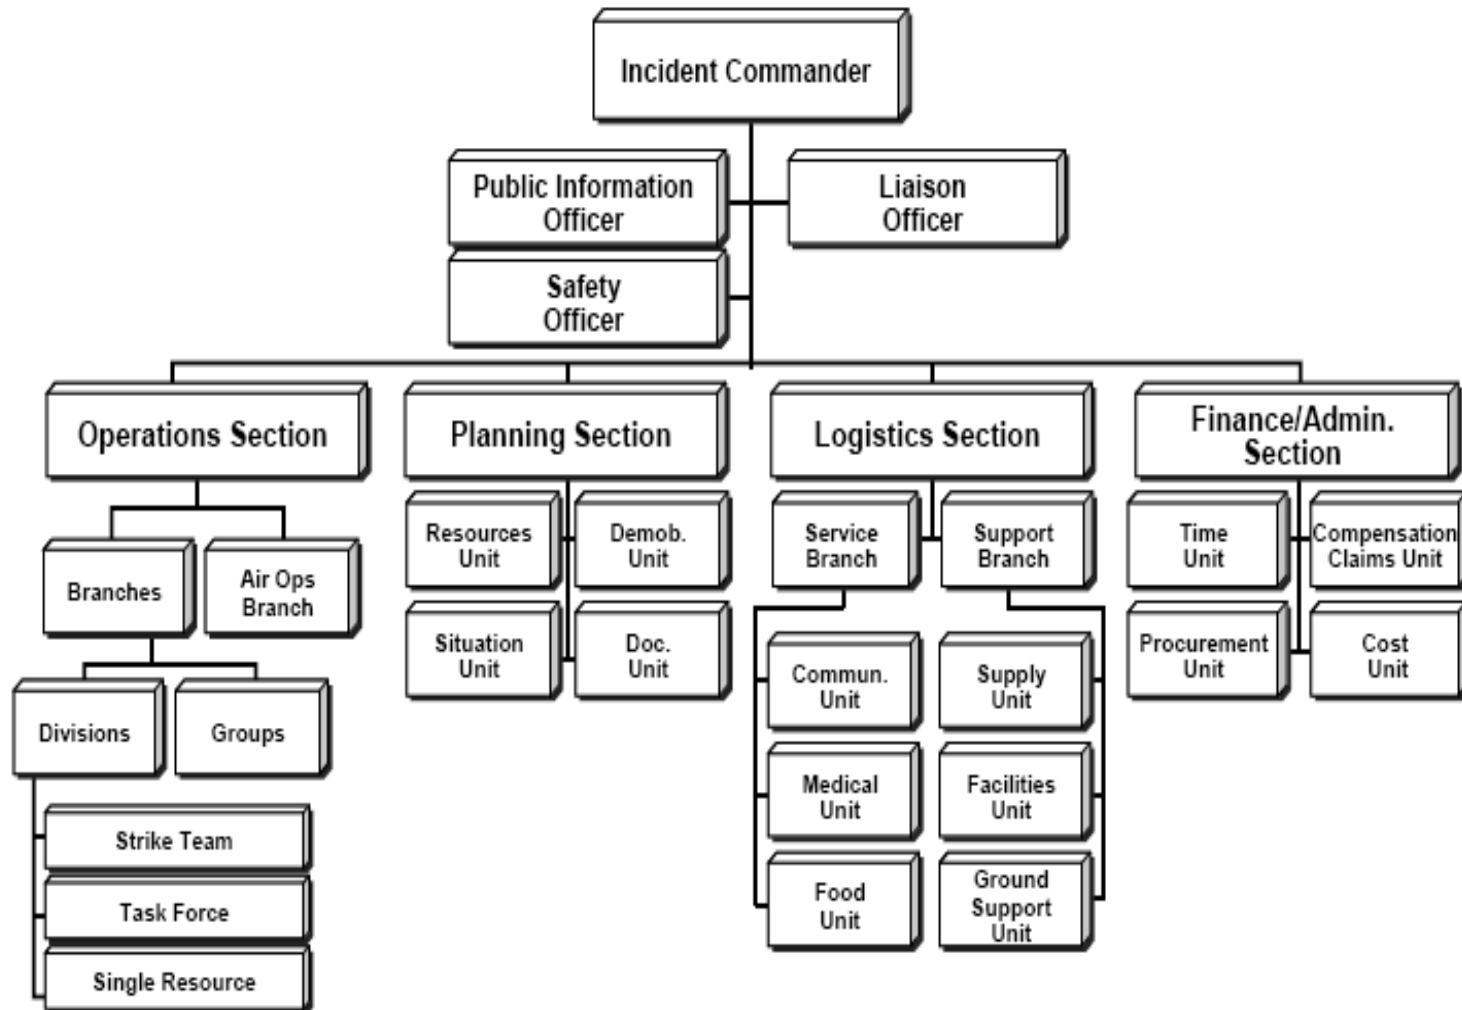 Incident Commander
Public Information
Officer
Liaison
Officer
Safety
Officer
Operations Section
Planning Section
Logistics Section
Finance/Admin.
Section
Branches
Air Ops
Branch
Divisions
Groups
Strike Team
Task Force
Single Resource
Resources
Unit
Demob.
Unit
Situation
Unit
Doc.
Unit
Service
Branch
Support
Branch
Commun.
Unit
Supply
Unit
Medical
Unit
Facilities
Unit
Food
Unit
Ground
Support
Unit
Time
Unit
Compensation
Claims Unit
Procurement
Unit
Cost
Unit